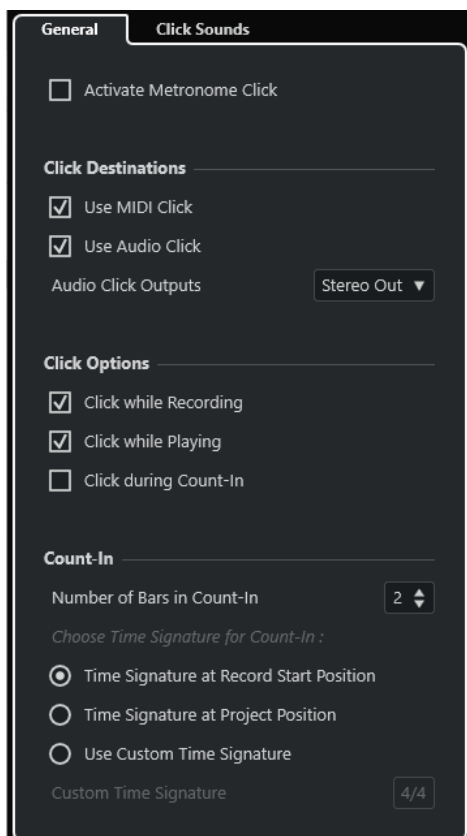 General Click Sounds
Activate Metronome Click
Click Destinations
Use MIDI Click
Use Audio Click
Audio Click Outputs Stereo Out
Click Options
Click while Recording
Click while Playing
Click during Count-In
Count-In
Number of Bars in Count-In 2
Choose Time Signature for Count-In :
Time Signature at Record Start Position
Time Signature at Project Position
Use Custom Time Signature
Custom Time Signature 4/4